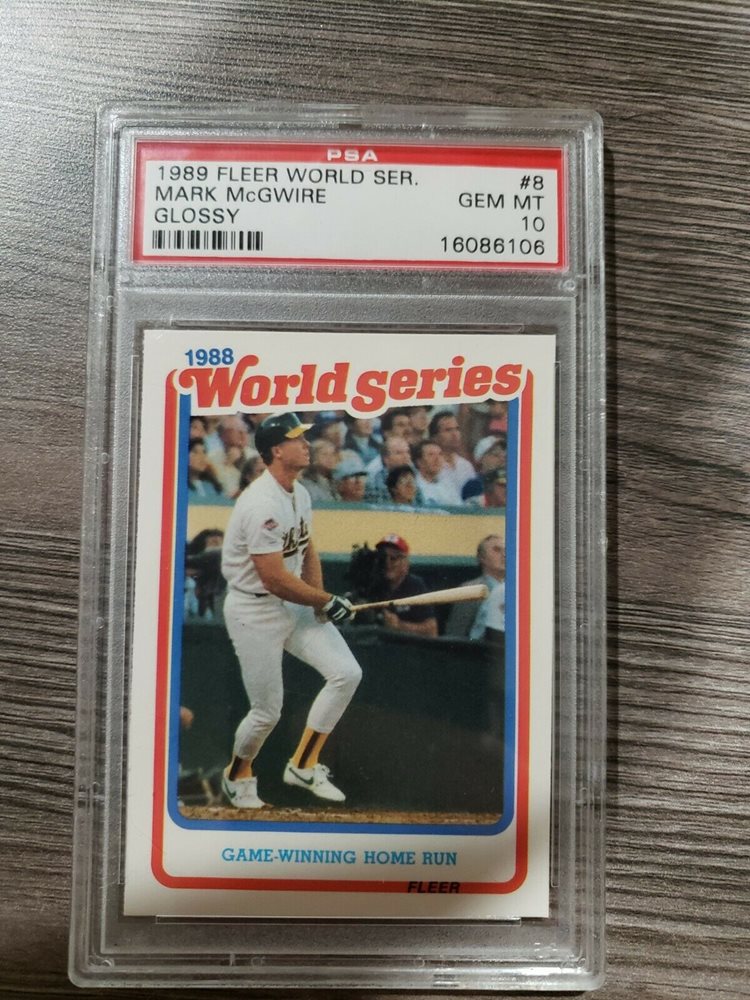 PSA
1989 FLEER WORLD SER. #8
MARK McGWIRE GEM MT
GLOSSY 10
16086106
1988
World Series
GAME-WINNING HOME RUN
FLEER